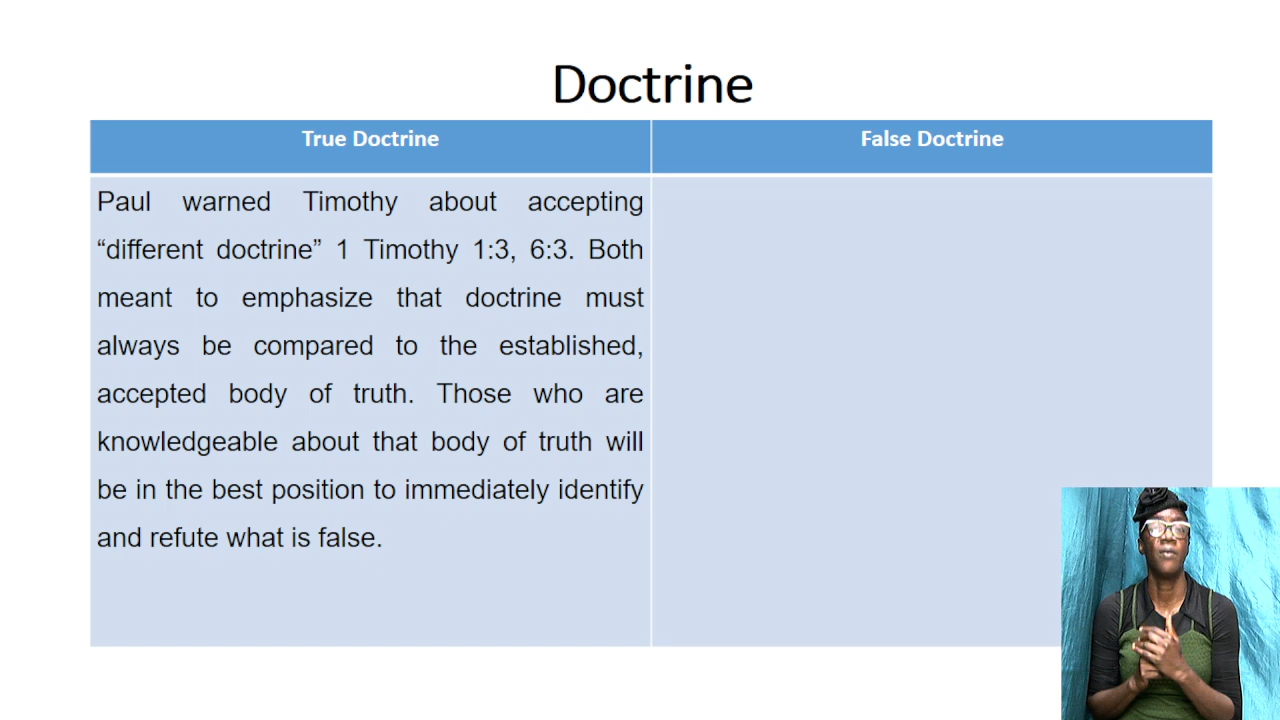 Doctrine
True Doctrine
False Doctrine
Paul warned Timothy about accepting
“different doctrine” 1 Timothy 1:3, 6:3. Both
meant to emphasize that doctrine must
always be compared to the established,
accepted body of truth. Those who are
knowledgeable about that body of truth will
be in the best position to immediately identify
and refute what is false.